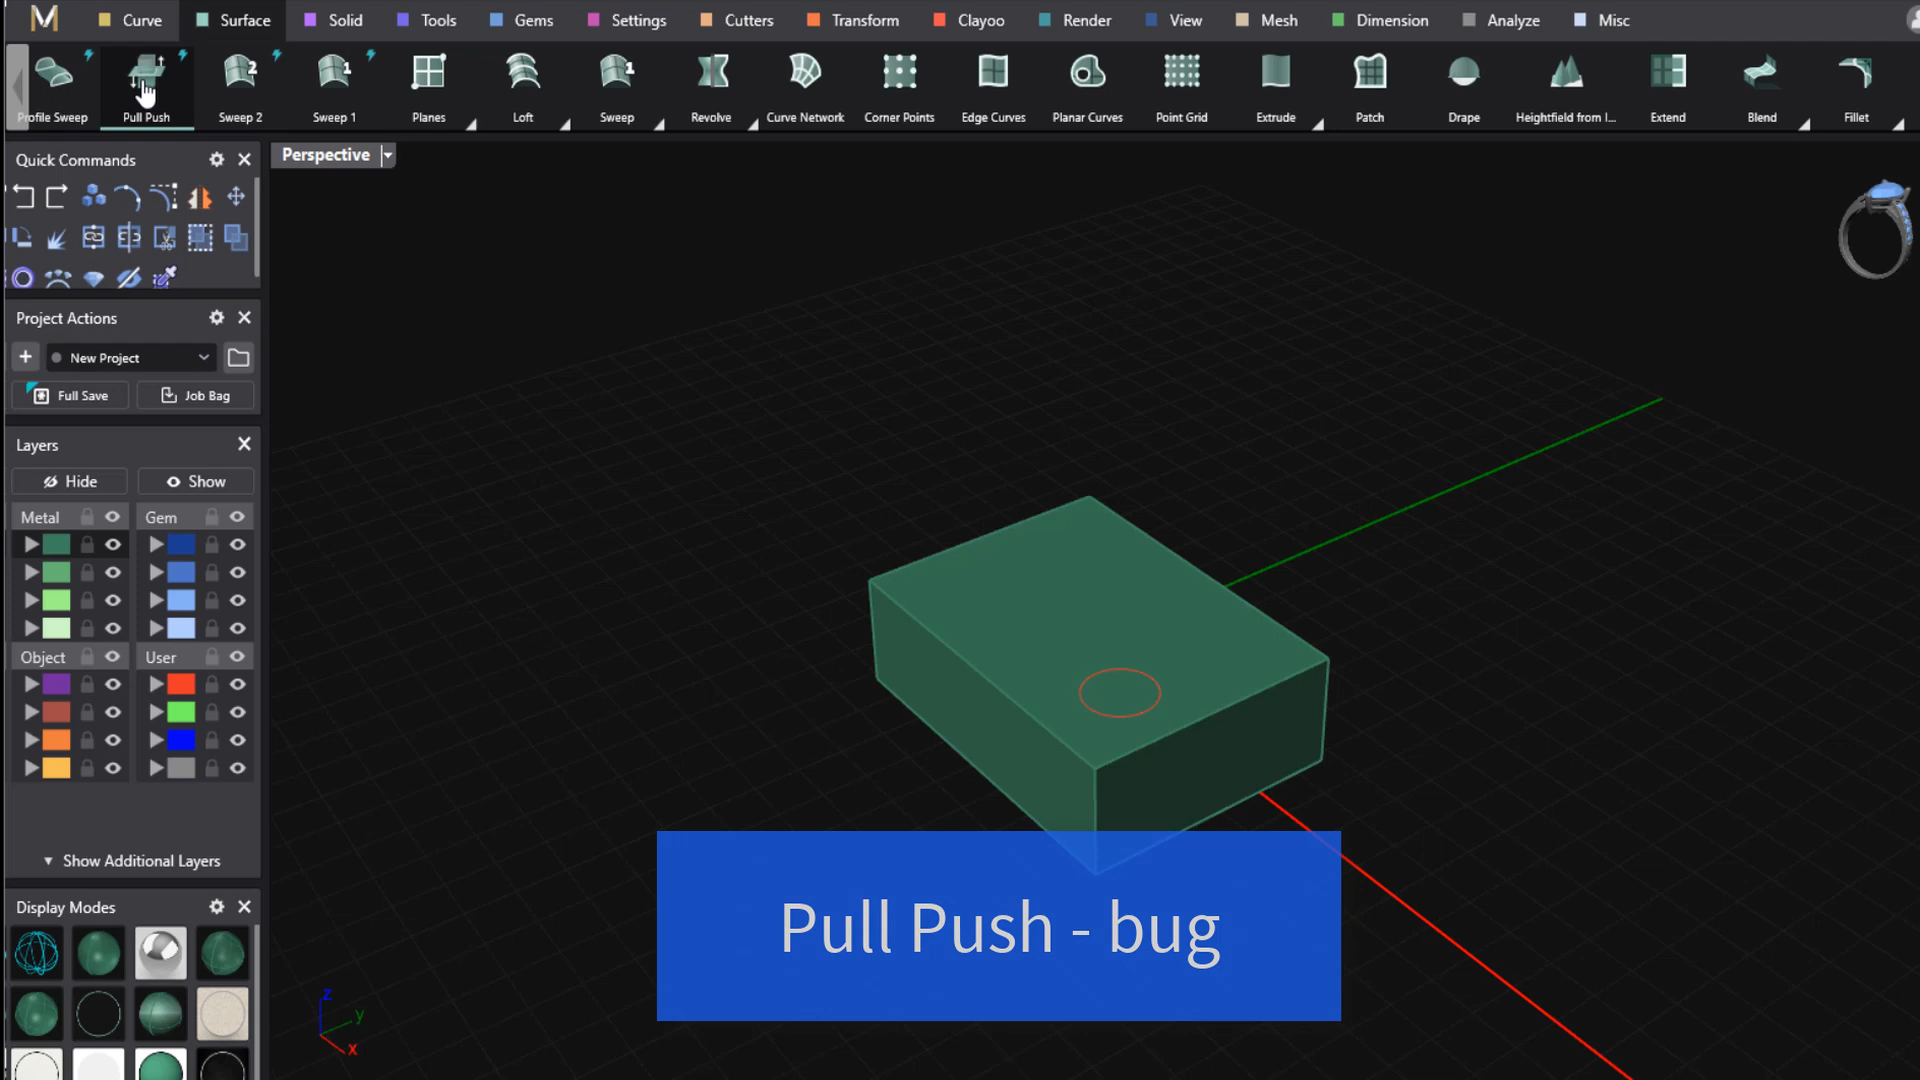 Curve
Surface
Solid
Tools
Gems
Settings
Cutters
Transform
Clayoo
Render
View
Mesh
Dimension
Analyze
Misc
2
1
1
Profile Sweep
Pull Push
Sweep 2
Sweep 1
Planes
Loft
Sweep
Revolve
Curve Network
Corner Points
Edge Curves
Planar Curves
Point Grid
Extrude
Patch
Drape
Heightfield from I...
Extend
Blend
Fillet
Quick Commands
Perspective
Project Actions
New Project
Full Save
Job Bag
Layers
Hide
Show
Metal
Gem
Object
User
Show Additional Layers
Display Modes
Pull Push - bug
z
y
x